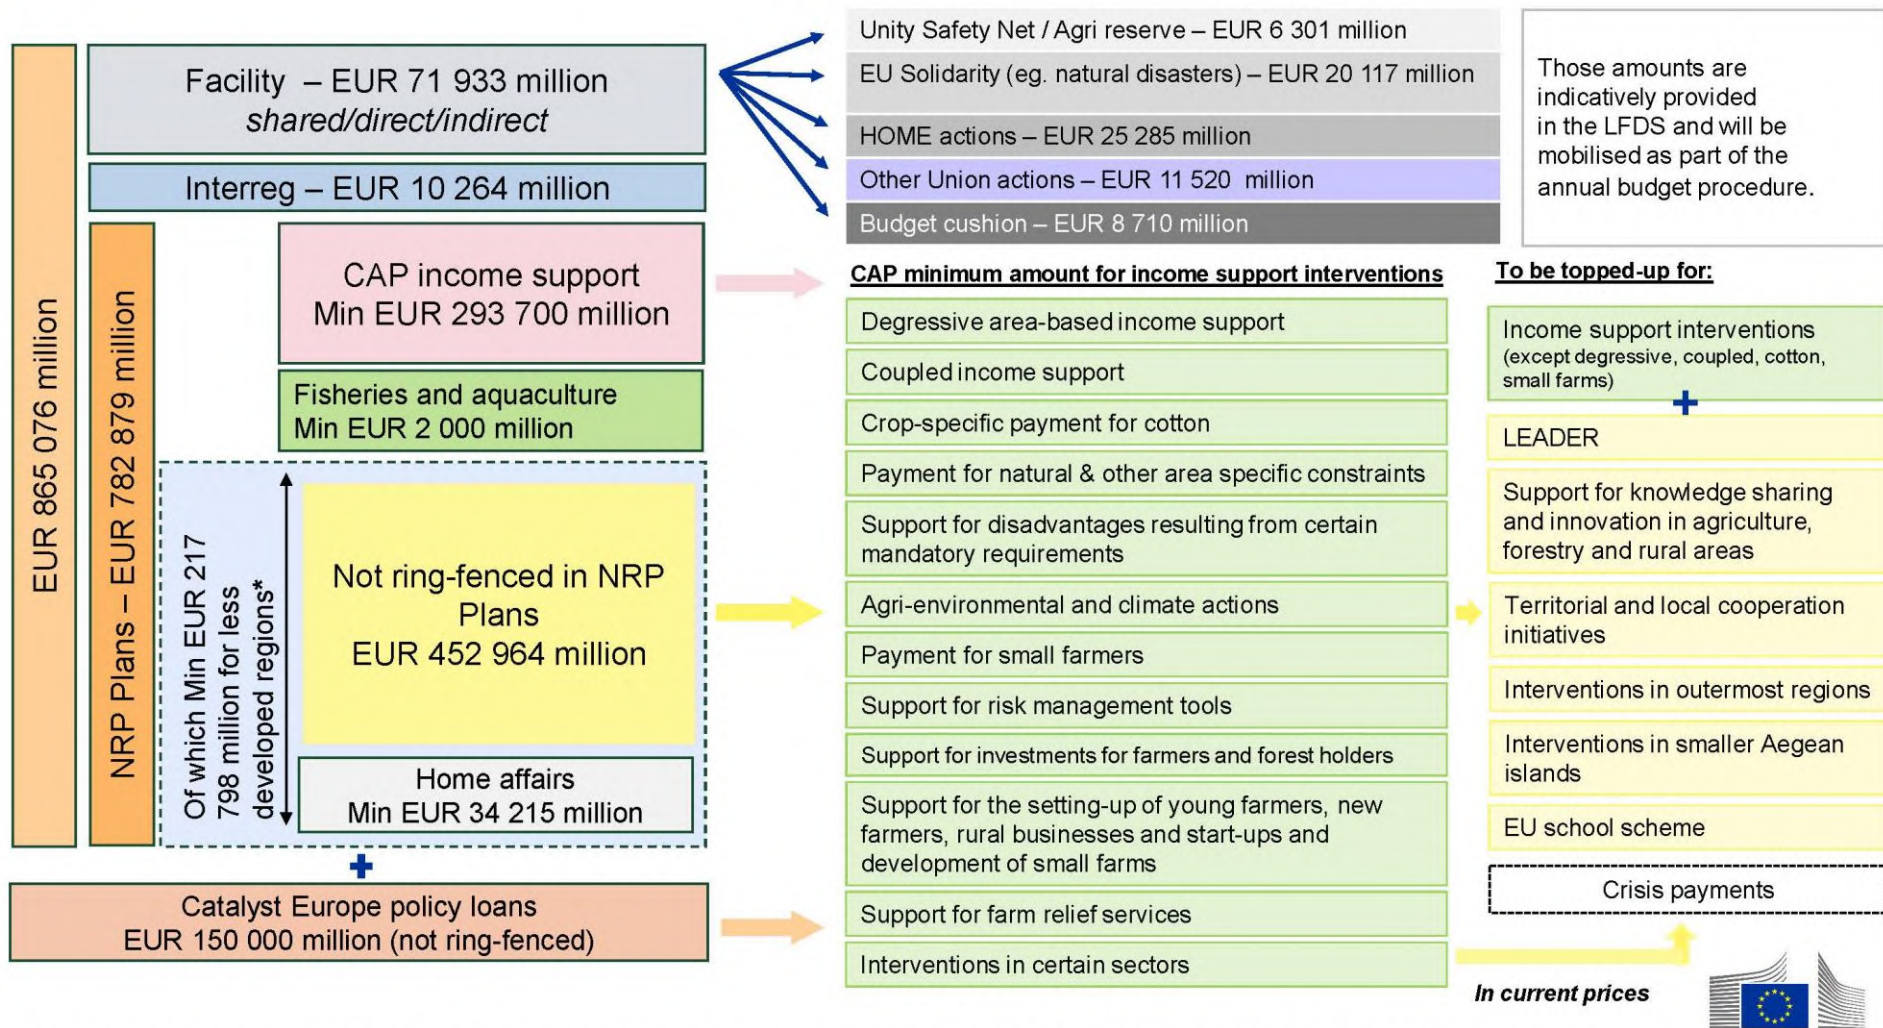 EUR 865 076 million
Facility – EUR 71 933 million
shared/direct/indirect
Interreg – EUR 10 264 million
NRP Plans – EUR 782 879 million
CAP income support
Min EUR 293 700 million
Fisheries and aquaculture
Min EUR 2 000 million
Of which Min EUR 217
798 million for less
developed regions*
Not ring-fenced in NRP
Plans
EUR 452 964 million
Home affairs
Min EUR 34 215 million
+
Catalyst Europe policy loans
EUR 150 000 million (not ring-fenced)
Unity Safety Net / Agri reserve – EUR 6 301 million
EU Solidarity (eg. natural disasters) – EUR 20 117 million
HOME actions – EUR 25 285 million
Other Union actions – EUR 11 520 million
Budget cushion – EUR 8 710 million
Those amounts are
indicatively provided
in the LFDS and will be
mobilised as part of the
annual budget procedure.
CAP minimum amount for income support interventions
Degressive area-based income support
Coupled income support
Crop-specific payment for cotton
Payment for natural & other area specific constraints
Support for disadvantages resulting from certain
mandatory requirements
Agri-environmental and climate actions
Payment for small farmers
Support for risk management tools
Support for investments for farmers and forest holders
Support for the setting-up of young farmers, new
farmers, rural businesses and start-ups and
development of small farms
Support for farm relief services
Interventions in certain sectors
To be topped-up for:
Income support interventions
(except degressive, coupled, cotton,
small farms)
+
LEADER
Support for knowledge sharing
and innovation in agriculture,
forestry and rural areas
Territorial and local cooperation
initiatives
Interventions in outermost regions
Interventions in smaller Aegean
islands
EU school scheme
Crisis payments
In current prices